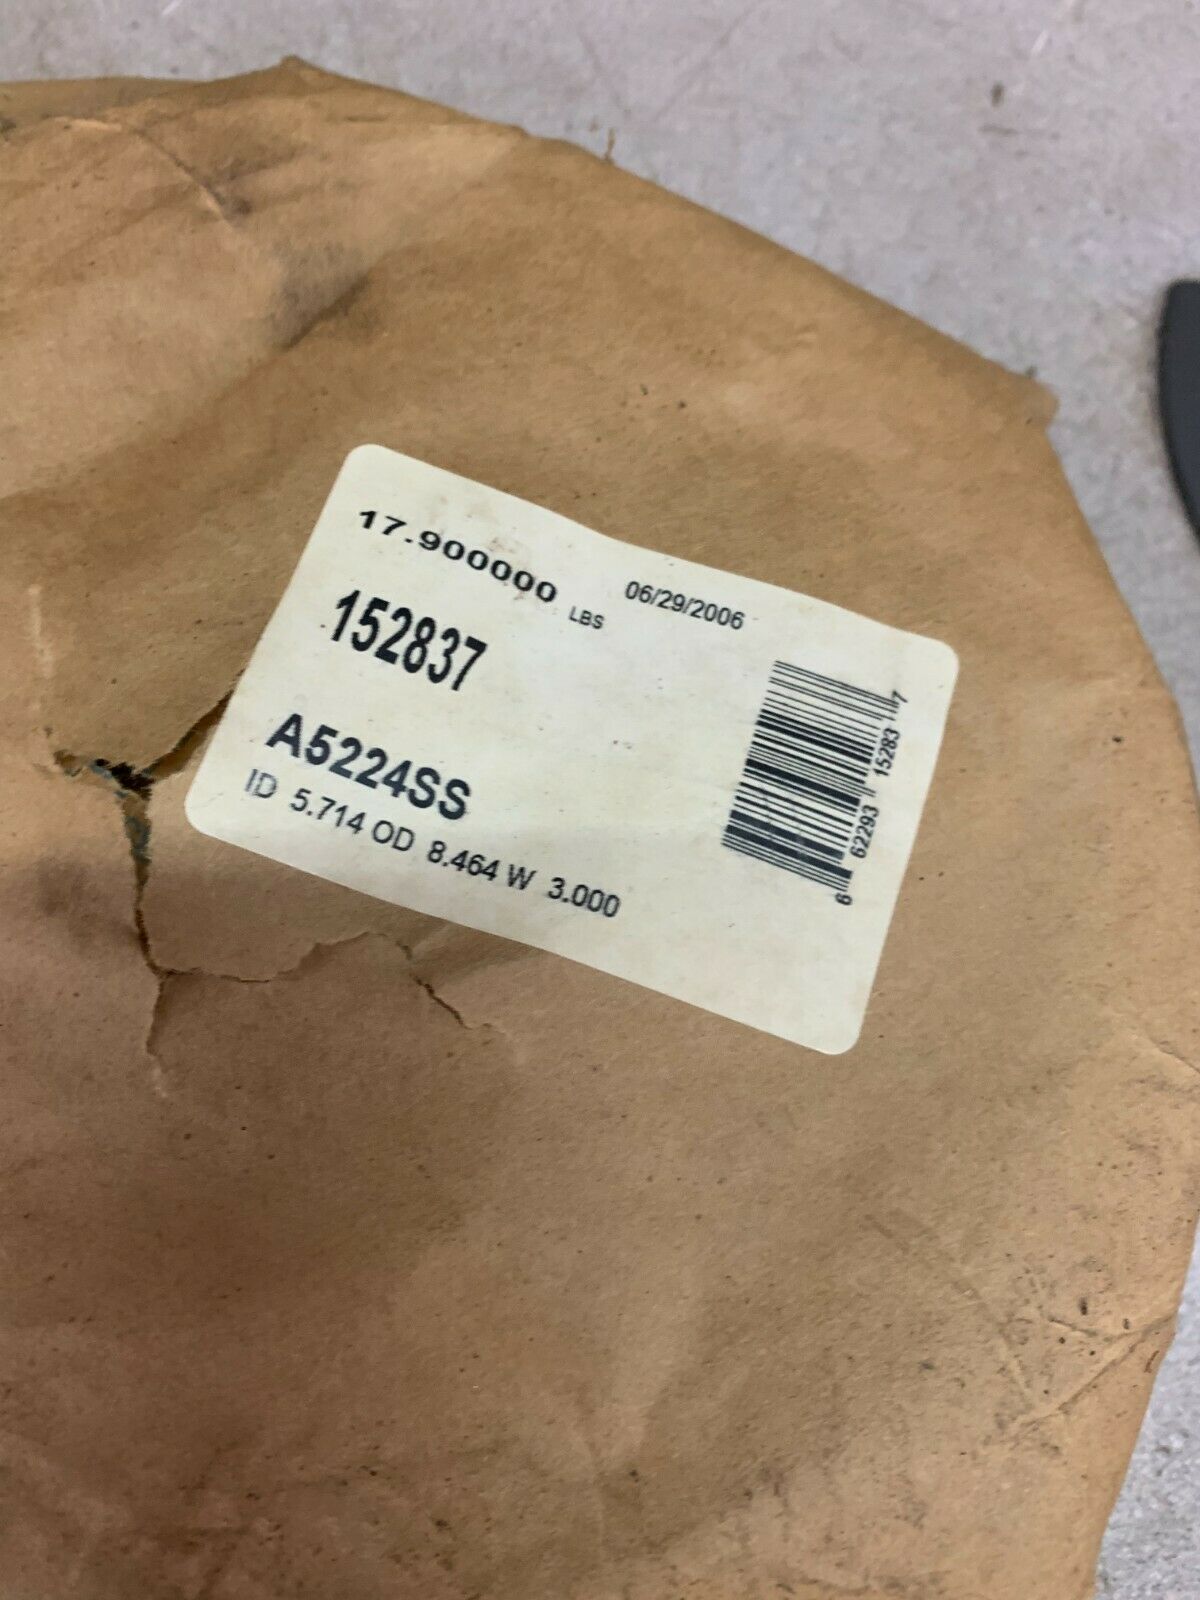 17.900000 LBS 06/29/2006
152837
A5224SS
ID 5.714 OD 8.464 W 3.000
6 62293 15283 7